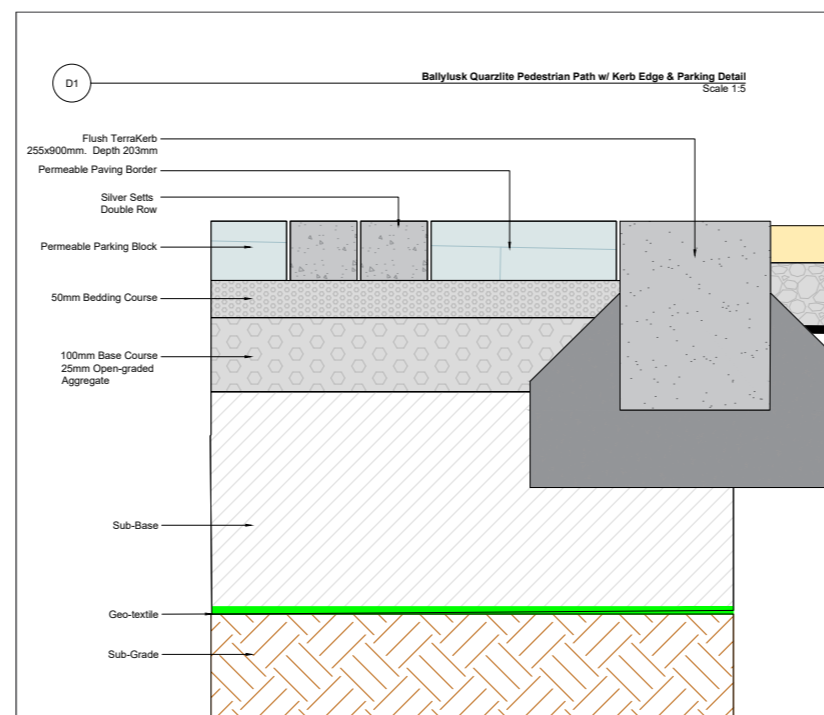 D1
Ballylusk Quarzlite Pedestrian Path w/ Kerb Edge & Parking Detail
Scale 1:5
Flush TerraKerb
255x900mm. Depth 203mm
Permeable Paving Border
Silver Setts
Double Row
Permeable Parking Block
50mm Bedding Course
100mm Base Course
25mm Open-graded
Aggregate
Sub-Base
Geo-textile
Sub-Grade